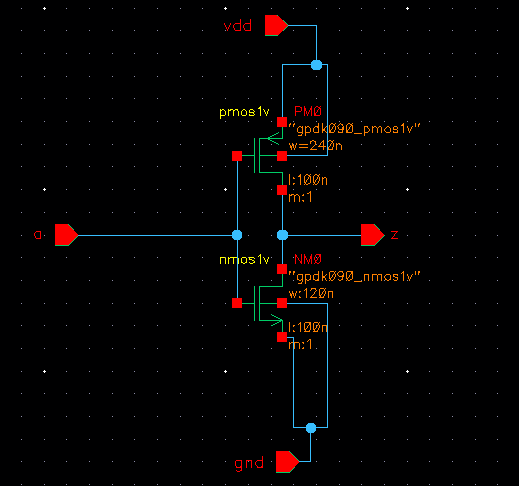 vdd
pmos1v PM0
"gpdk090_pmos1v"
w=240n
l:100n
m:1
a
z
nmos1v NM0
"gpdk090_nmos1v"
w:120n
l:100n
m:1
gnd